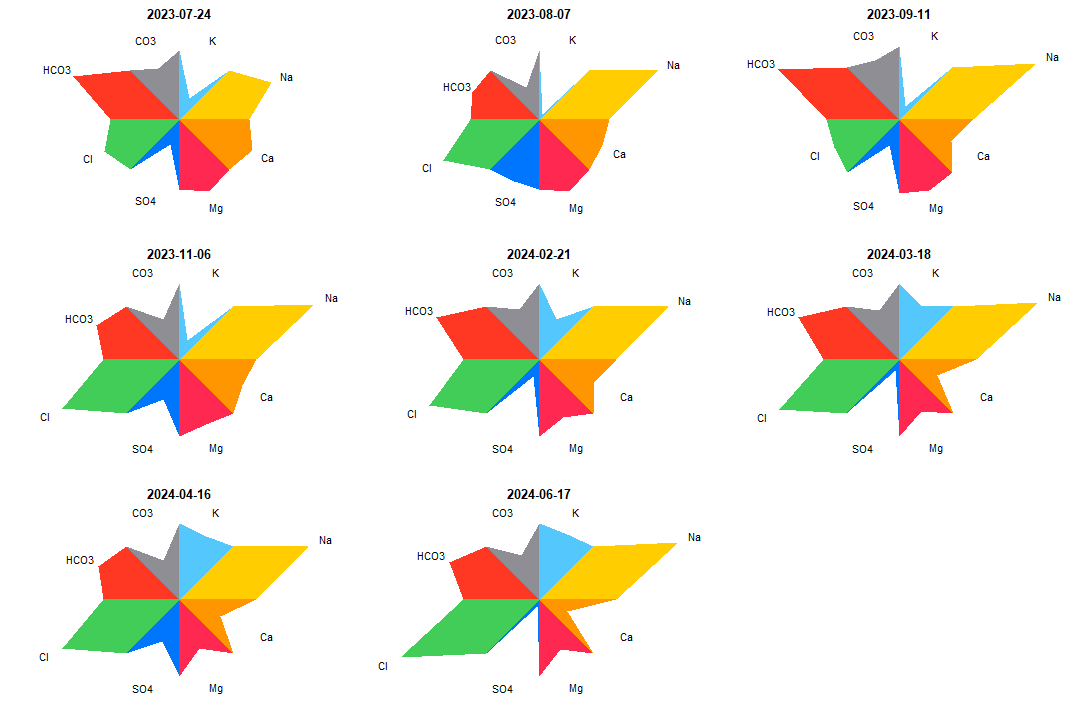 2023-07-24
CO3 K
HCO3 Na
Cl Ca
SO4 Mg
2023-08-07
CO3 K
HCO3 Na
Cl Ca
SO4 Mg
2023-09-11
CO3 K
HCO3 Na
Cl Ca
SO4 Mg
2023-11-06
CO3 K
HCO3 Na
Cl Ca
SO4 Mg
2024-02-21
CO3 K
HCO3 Na
Cl Ca
SO4 Mg
2024-03-18
CO3 K
HCO3 Na
Cl Ca
SO4 Mg
2024-04-16
CO3 K
HCO3 Na
Cl Ca
SO4 Mg
2024-06-17
CO3 K
HCO3 Na
Cl Ca
SO4 Mg